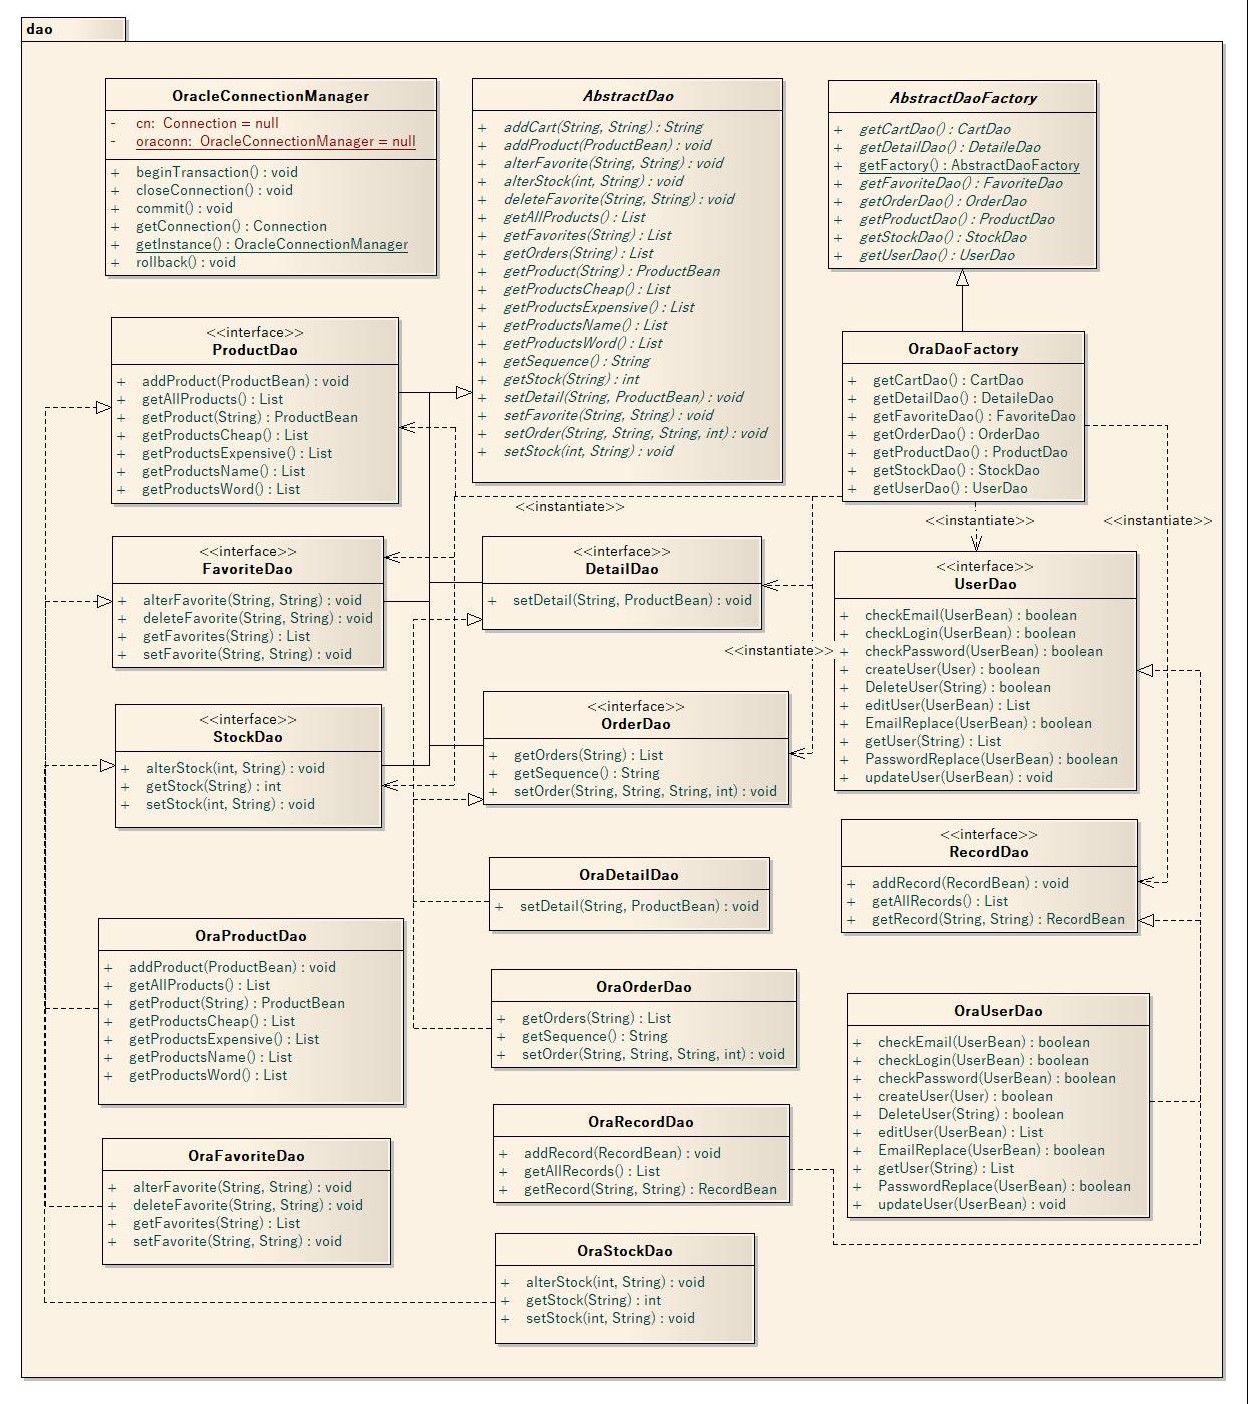 dao
OracleConnectionManager
- cn: Connection = null
- oraconn: OracleConnectionManager = null
+ beginTransaction() : void
+ closeConnection() : void
+ commit() : void
+ getConnection() : Connection
+ getInstance() : OracleConnectionManager
+ rollback() : void
AbstractDao
+ addCart(String, String) : String
+ addProduct(ProductBean) : void
+ alterFavorite(String, String) : void
+ alterStock(int, String) : void
+ deleteFavorite(String, String) : void
+ getAllProducts() : List
+ getFavorites(String) : List
+ getOrders(String) : List
+ getProduct(String) : ProductBean
+ getProductsCheap() : List
+ getProductsExpensive() : List
+ getProductsName() : List
+ getProductsWord() : List
+ getSequence() : String
+ getStock(String) : int
+ setDetail(String, ProductBean) : void
+ setFavorite(String, String) : void
+ setOrder(String, String, String, int) : void
+ setStock(int, String) : void
AbstractDaoFactory
+ getCartDao() : CartDao
+ getDetailDao() : DetaileDao
+ getFactory() : AbstractDaoFactory
+ getFavoriteDao() : FavoriteDao
+ getOrderDao() : OrderDao
+ getProductDao() : ProductDao
+ getStockDao() : StockDao
+ getUserDao() : UserDao
<<interface>>
ProductDao
+ addProduct(ProductBean) : void
+ getAllProducts() : List
+ getProduct(String) : ProductBean
+ getProductsCheap() : List
+ getProductsExpensive() : List
+ getProductsName() : List
+ getProductsWord() : List
OraDaoFactory
+ getCartDao() : CartDao
+ getDetailDao() : DetaileDao
+ getFavoriteDao() : FavoriteDao
+ getOrderDao() : OrderDao
+ getProductDao() : ProductDao
+ getStockDao() : StockDao
+ getUserDao() : UserDao
<<instantiate>>
<<instantiate>>
<<instantiate>>
<<interface>>
FavoriteDao
+ alterFavorite(String, String) : void
+ deleteFavorite(String, String) : void
+ getFavorites(String) : List
+ setFavorite(String, String) : void
<<interface>>
DetailDao
+ setDetail(String, ProductBean) : void
<<instantiate>>
<<interface>>
UserDao
+ checkEmail(UserBean) : boolean
+ checkLogin(UserBean) : boolean
+ checkPassword(UserBean) : boolean
+ createUser(User) : boolean
+ DeleteUser(String) : boolean
+ editUser(UserBean) : List
+ EmailReplace(UserBean) : boolean
+ getUser(String) : List
+ PasswordReplace(UserBean) : boolean
+ updateUser(UserBean) : void
<<interface>>
StockDao
+ alterStock(int, String) : void
+ getStock(String) : int
+ setStock(int, String) : void
<<interface>>
OrderDao
+ getOrders(String) : List
+ getSequence() : String
+ setOrder(String, String, String, int) : void
<<interface>>
RecordDao
+ addRecord(RecordBean) : void
+ getAllRecords() : List
+ getRecord(String, String) : RecordBean
OraDetailDao
+ setDetail(String, ProductBean) : void
OraProductDao
+ addProduct(ProductBean) : void
+ getAllProducts() : List
+ getProduct(String) : ProductBean
+ getProductsCheap() : List
+ getProductsExpensive() : List
+ getProductsName() : List
+ getProductsWord() : List
OraOrderDao
+ getOrders(String) : List
+ getSequence() : String
+ setOrder(String, String, String, int) : void
OraUserDao
+ checkEmail(UserBean) : boolean
+ checkLogin(UserBean) : boolean
+ checkPassword(UserBean) : boolean
+ createUser(User) : boolean
+ DeleteUser(String) : boolean
+ editUser(UserBean) : List
+ EmailReplace(UserBean) : boolean
+ getUser(String) : List
+ PasswordReplace(UserBean) : boolean
+ updateUser(UserBean) : void
OraRecordDao
+ addRecord(RecordBean) : void
+ getAllRecords() : List
+ getRecord(String, String) : RecordBean
OraFavoriteDao
+ alterFavorite(String, String) : void
+ deleteFavorite(String, String) : void
+ getFavorites(String) : List
+ setFavorite(String, String) : void
OraStockDao
+ alterStock(int, String) : void
+ getStock(String) : int
+ setStock(int, String) : void